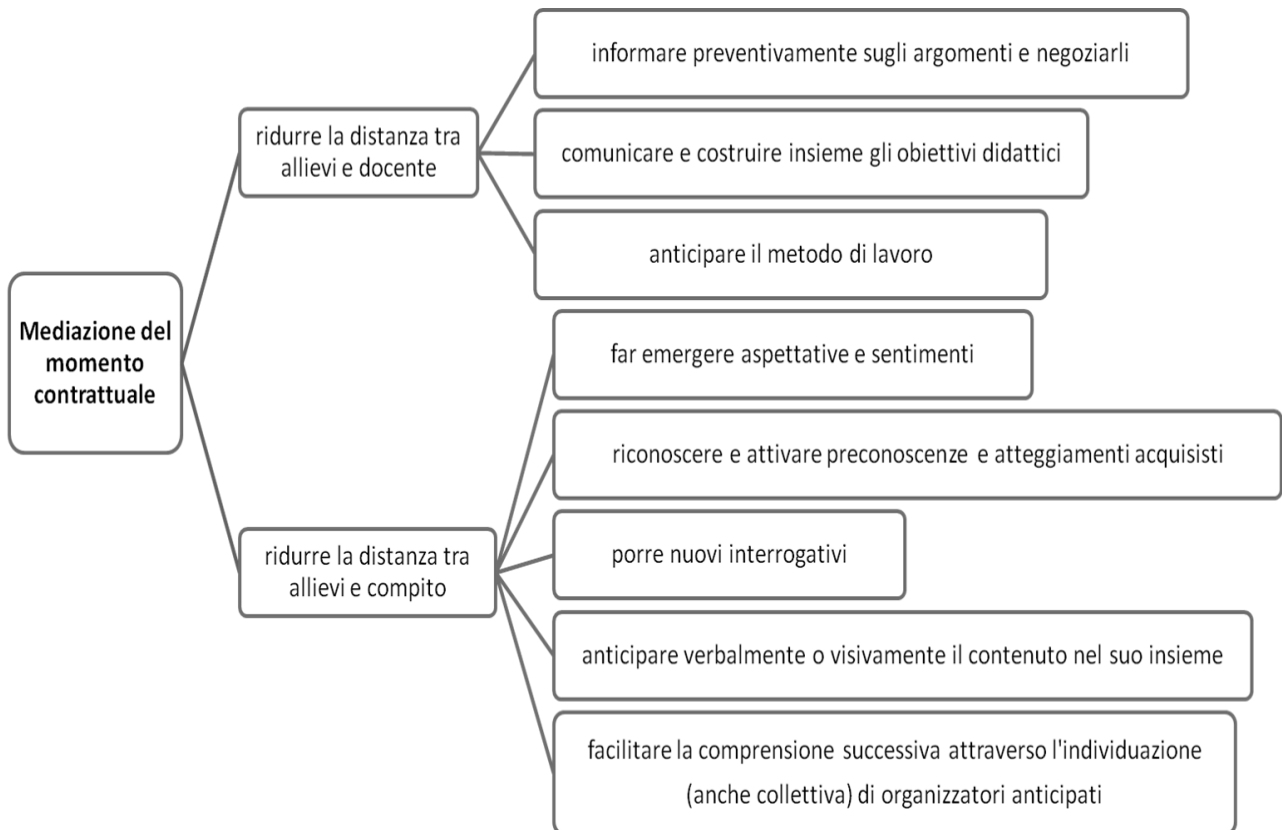 Mediazione del
momento
contrattuale
ridurre la distanza tra
allievi e docente
informare preventivamente sugli argomenti e negoziarli
comunicare e costruire insieme gli obiettivi didattici
anticipare il metodo di lavoro
ridurre la distanza tra
allievi e compito
far emergere aspettative e sentimenti
riconoscere e attivare preconoscenze e atteggiamenti acquisisti
porre nuovi interrogativi
anticipare verbalmente o visivamente il contenuto nel suo insieme
facilitare la comprensione successiva attraverso l'individuazione
(anche collettiva) di organizzatori anticipati